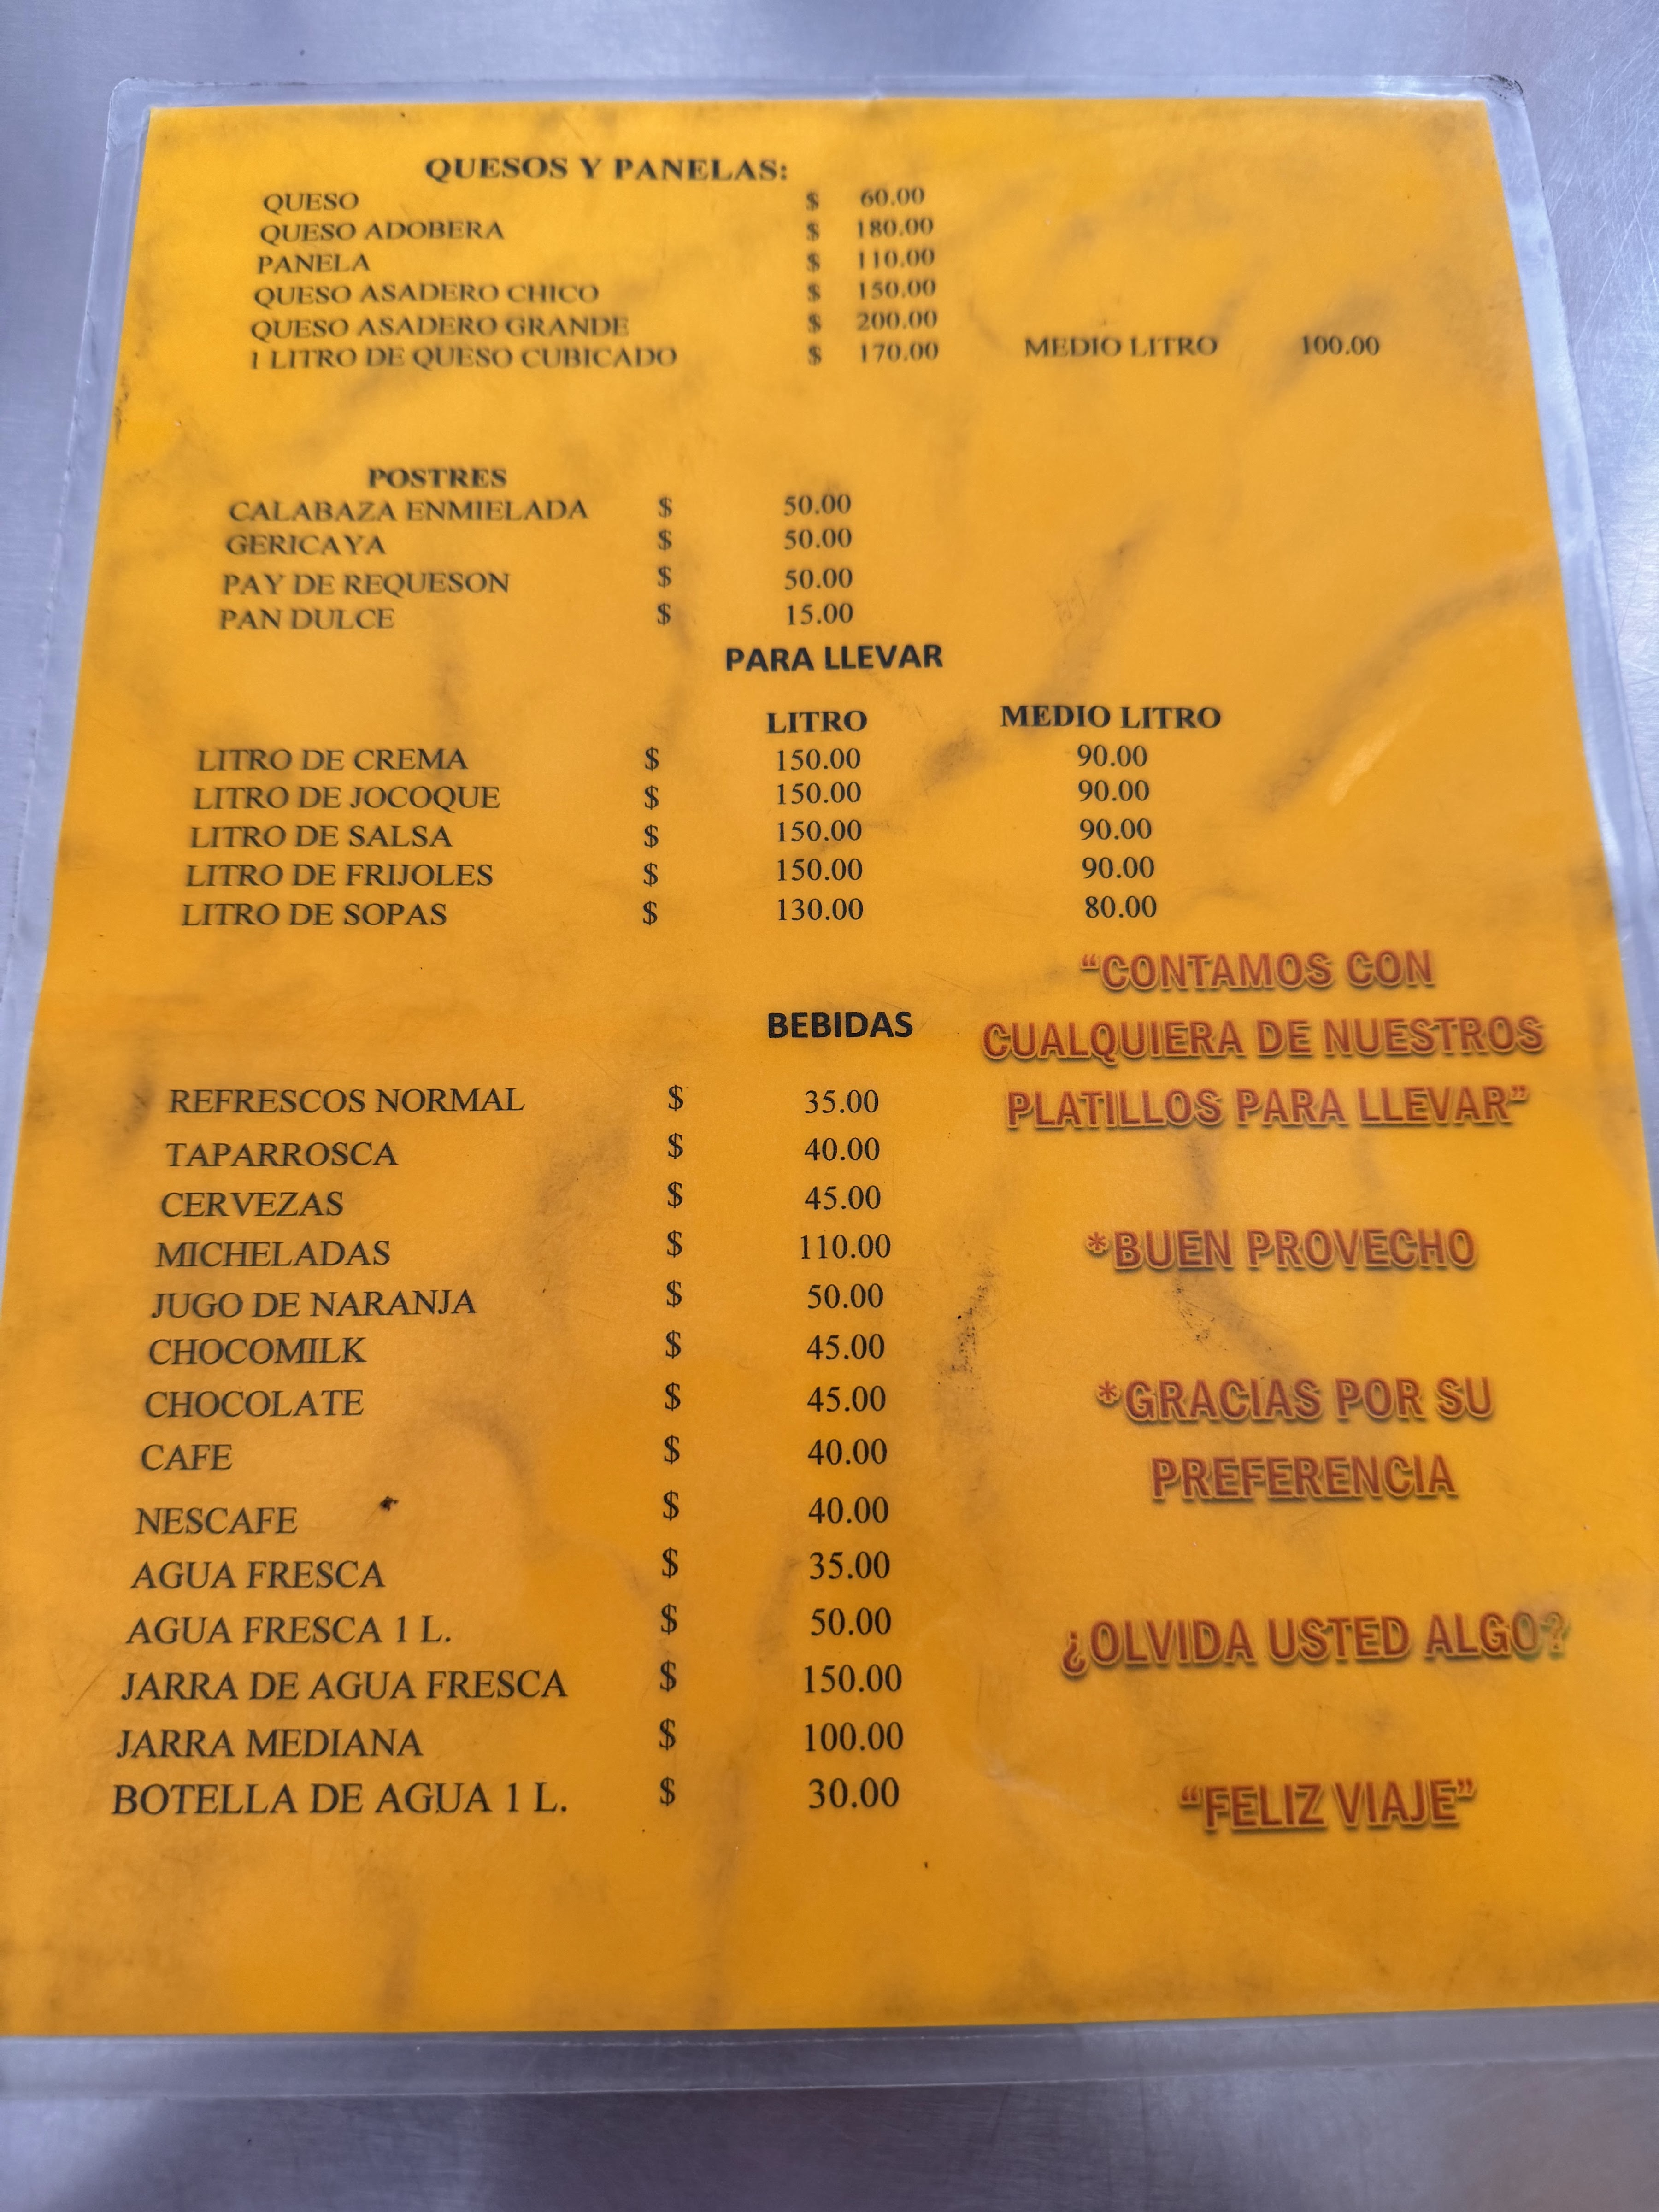 QUESOS Y PANELAS:
QUESO $ 60.00
QUESO ADOBERA $ 180.00
PANELA $ 110.00
QUESO ASADERO CHICO $ 150.00
QUESO ASADERO GRANDE $ 200.00
1 LITRO DE QUESO CUBICADO $ 170.00 MEDIO LITRO 100.00
POSTRES
CALABAZA ENMIELADA $ 50.00
GERICAYA $ 50.00
PAY DE REQUESON $ 50.00
PAN DULCE $ 15.00
PARA LLEVAR
LITRO MEDIO LITRO
LITRO DE CREMA $ 150.00 90.00
LITRO DE JOCOQUE $ 150.00 90.00
LITRO DE SALSA $ 150.00 90.00
LITRO DE FRIJOLES $ 150.00 90.00
LITRO DE SOPAS $ 130.00 80.00
BEBIDAS
REFRESCOS NORMAL $ 35.00
TAPARROSCA $ 40.00
CERVEZAS $ 45.00
MICHELADAS $ 110.00
JUGO DE NARANJA $ 50.00
CHOCOMILK $ 45.00
CHOCOLATE $ 45.00
CAFE $ 40.00
NESCAFE $ 40.00
AGUA FRESCA $ 35.00
AGUA FRESCA 1 L. $ 50.00
JARRA DE AGUA FRESCA $ 150.00
JARRA MEDIANA $ 100.00
BOTELLA DE AGUA 1 L. $ 30.00
“CONTAMOS CON
CUALQUIERA DE NUESTROS
PLATILLOS PARA LLEVAR”
*BUEN PROVECHO
*GRACIAS POR SU
PREFERENCIA
¿OLVIDA USTED ALGO?
“FELIZ VIAJE”